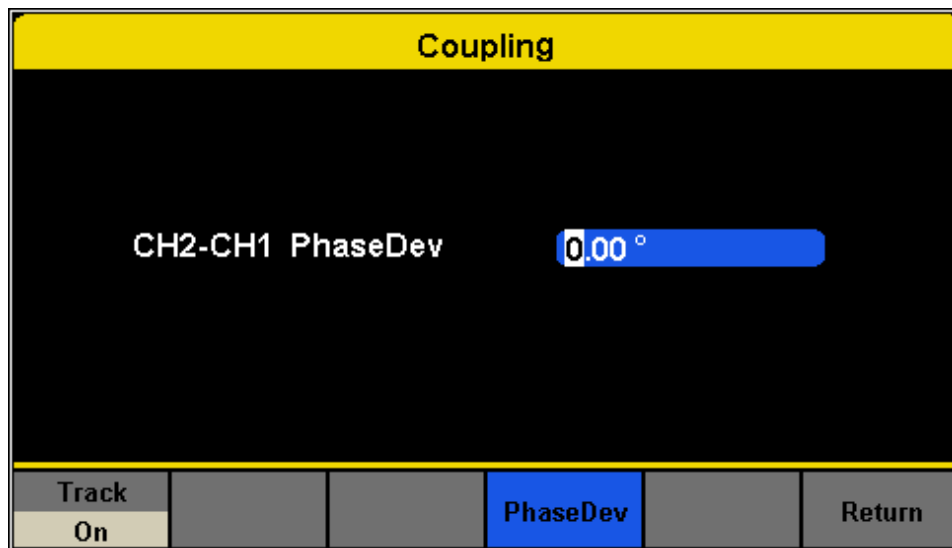 Coupling
CH2-CH1 PhaseDev 0.00 °
Track
On
PhaseDev
Return